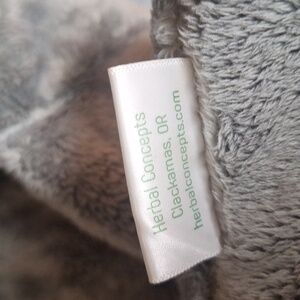 Herbal Concepts
Clackamas, OR
herbalconcepts.com